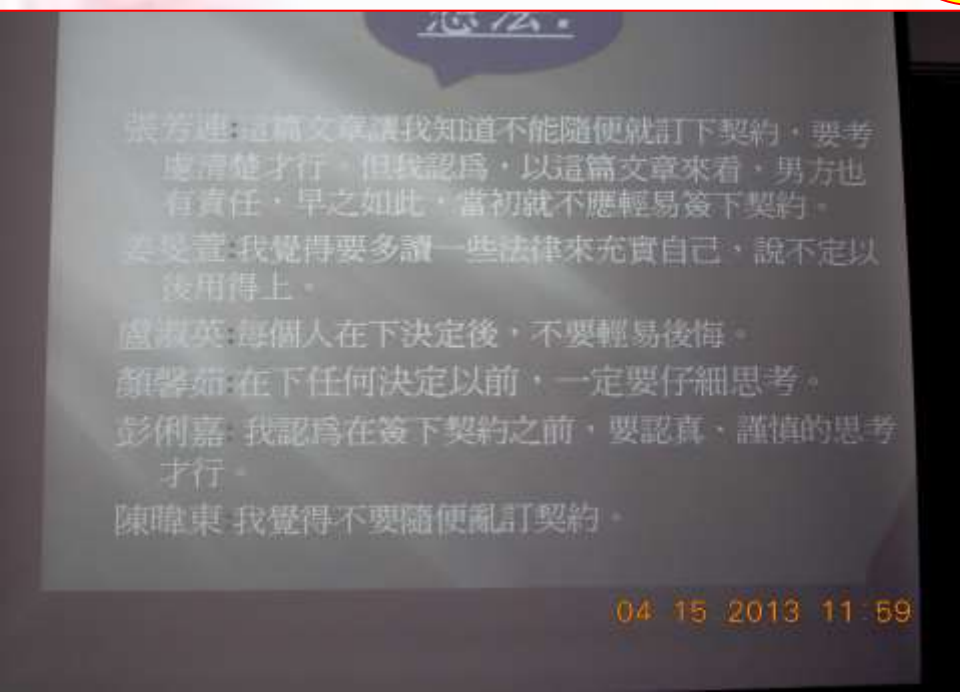 想法：
張芳連:這篇文章讓我知道不能隨便就訂下契約，要考
慮清楚才行。但我認為，以這篇文章來看，男方也
有責任，早之如此，當初就不應輕易簽下契約。
姜旻萱:我覺得要多讀一些法律來充實自己、說不定以
後用得上。
盧淑英:每個人在下決定後，不要輕易後悔。
顏馨茹:在下任何決定以前，一定要仔細思考。
彭俐嘉:我認為在簽下契約之前，要認真、謹慎的思考
才行。
陳暐東:我覺得不要隨便亂訂契約。
04 15 2013 11:59